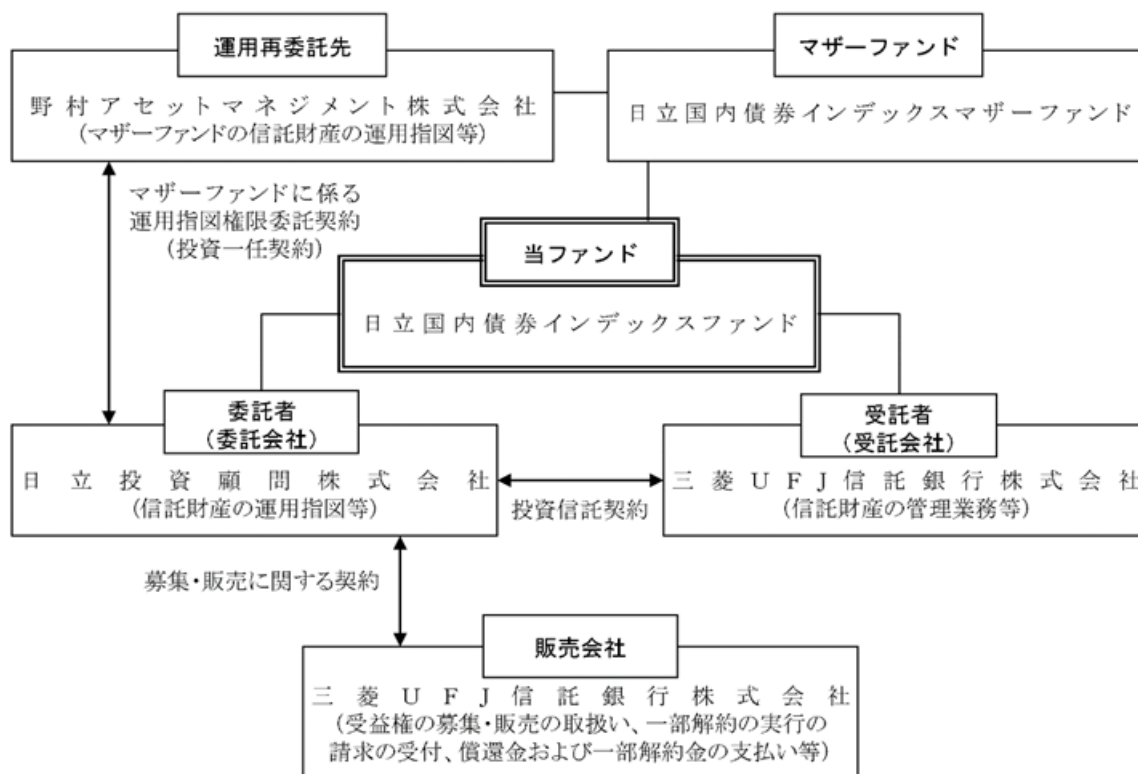 運用再委託先
野村アセットマネジメント株式会社
(マザーファンドの信託財産の運用指図等)
マザーファンド
日立国内債券インデックスマザーファンド
マザーファンドに係る
運用指図権限委託契約
(投資一任契約)
当ファンド
日立国内債券インデックスファンド
委託者
(委託会社)
日立投資顧問株式会社
(信託財産の運用指図等)
投資信託契約
受託者
(受託会社)
三菱UFJ信託銀行株式会社
(信託財産の管理業務等)
募集・販売に関する契約
販売会社
三菱UFJ信託銀行株式会社
(受益権の募集・販売の取扱い、一部解約の実行の
請求の受付、償還金および一部解約金の支払い等)